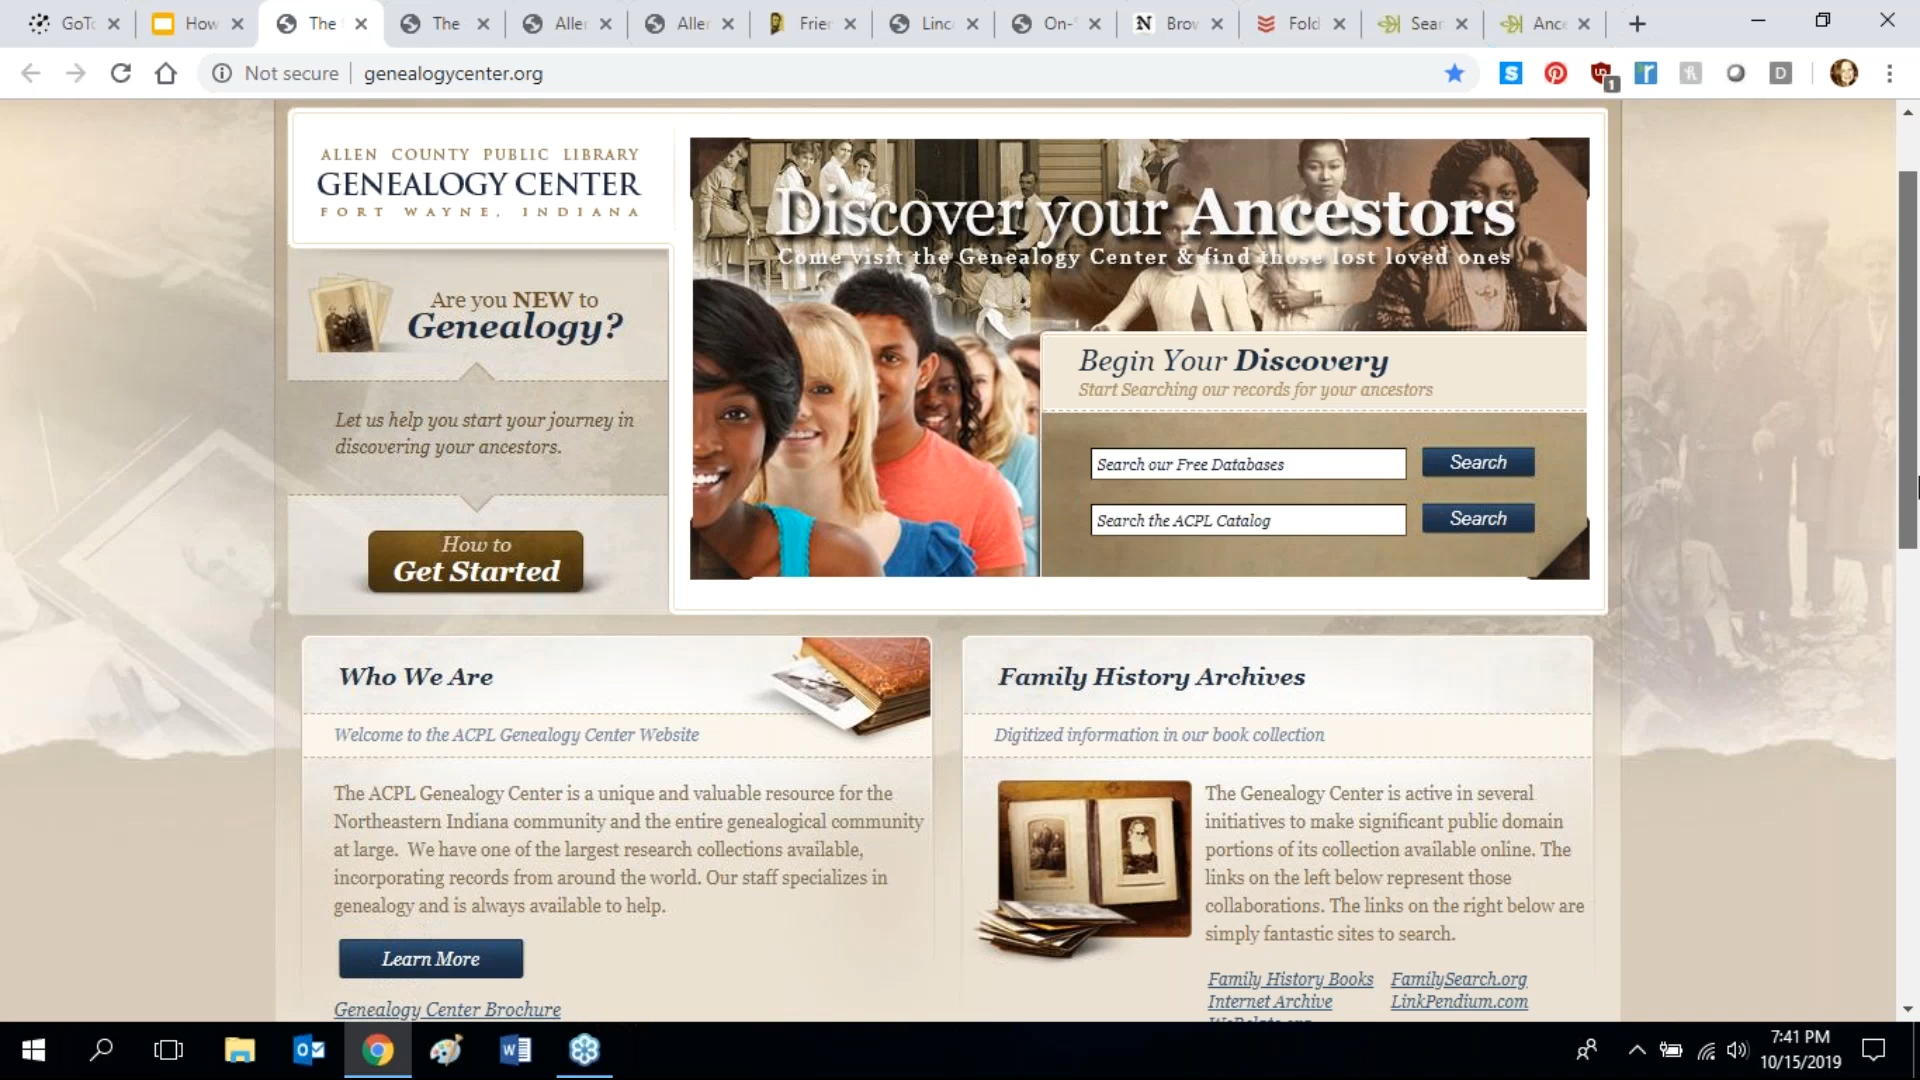 GoTo
How
The
The
Aller
Aller
Frien
Linco
On-
Brow
Fold
Sear
Ance
Not secure
genealogycenter.org
1
D
ALLEN COUNTY PUBLIC LIBRARY
GENEALOGY CENTER
FORT WAYNE, INDIANA
Discover your Ancestors
Come visit the Genealogy Center & find those lost loved ones
Are you NEW to
Genealogy?
Begin Your Discovery
Start Searching our records for your ancestors
Let us help you start your journey in
discovering your ancestors.
Search our Free Databases
Search
Search the ACPL Catalog
Search
How to
Get Started
Who We Are
Welcome to the ACPL Genealogy Center Website
The ACPL Genealogy Center is a unique and valuable resource for the
Northeastern Indiana community and the entire genealogical community
at large. We have one of the largest research collections available,
incorporating records from around the world. Our staff specializes in
genealogy and is always available to help.
Learn More
Genealogy Center Brochure
Family History Archives
Digitized information in our book collection
The Genealogy Center is active in several
initiatives to make significant public domain
portions of its collection available online. The
links on the left below represent those
collaborations. The links on the right below are
simply fantastic sites to search.
Family History Books
FamilySearch.org
Internet Archive
LinkPendium.com
7:41 PM
10/15/2019